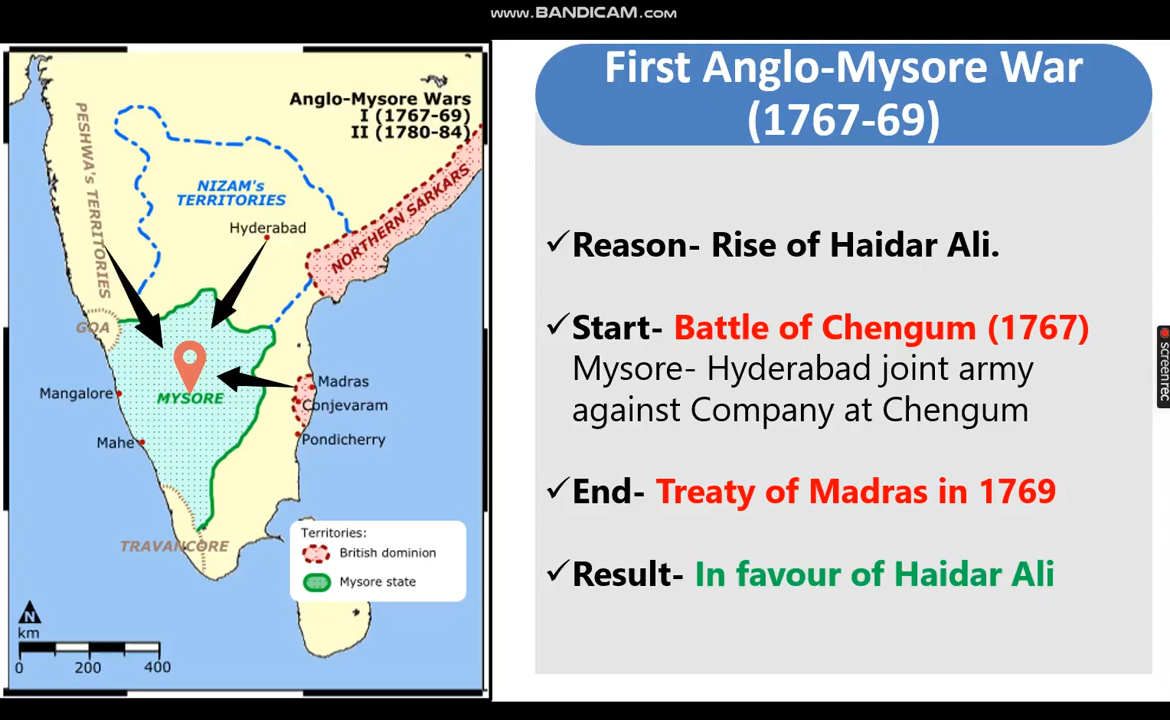 www.BANDICAM.com
First Anglo-Mysore War
(1767-69)
Anglo-Mysore Wars
I (1767-69)
II (1780-84)
PESHWA's TERRITORIES
NIZAM's
TERRITORIES
Hyderabad
NORTHERN SARKARS
GOA
Mangalore
MYSORE
Madras
Conjevaram
Mahe
Pondicherry
TRAVANCORE
Territories:
British dominion
Mysore state
N
km
0 200 400
✓Reason- Rise of Haidar Ali.
✓Start- Battle of Chengum (1767)
Mysore- Hyderabad joint army
against Company at Chengum
✓End- Treaty of Madras in 1769
✓Result- In favour of Haidar Ali
screenrec